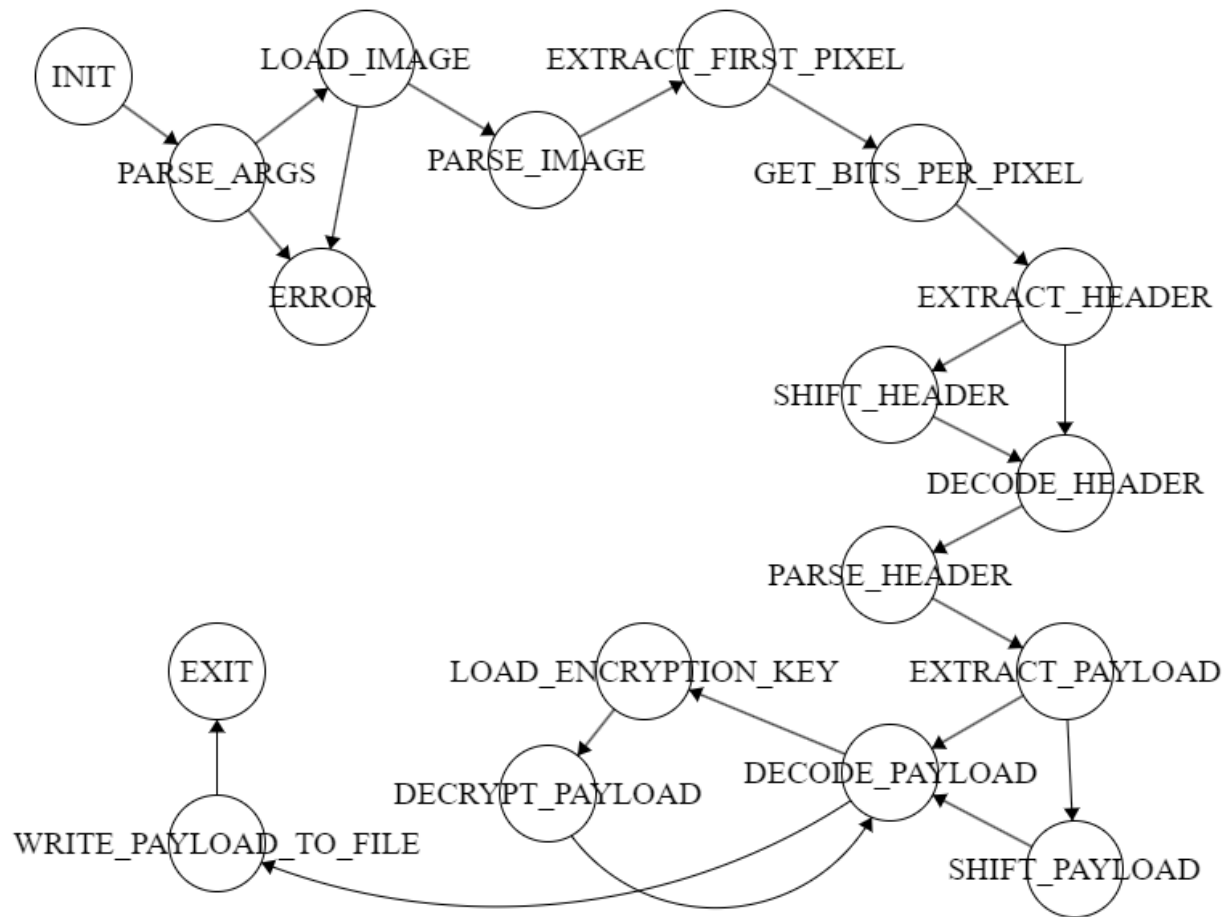 INIT
LOAD_IMAGE
EXTRACT_FIRST_PIXEL
PARSE_ARGS
PARSE_IMAGE
GET_BITS_PER_PIXEL
ERROR
EXTRACT_HEADER
SHIFT_HEADER
DECODE_HEADER
PARSE_HEADER
EXIT
LOAD_ENCRYPTION_KEY
EXTRACT_PAYLOAD
DECRYPT_PAYLOAD
DECODE_PAYLOAD
WRITE_PAYLOAD_TO_FILE
SHIFT_PAYLOAD